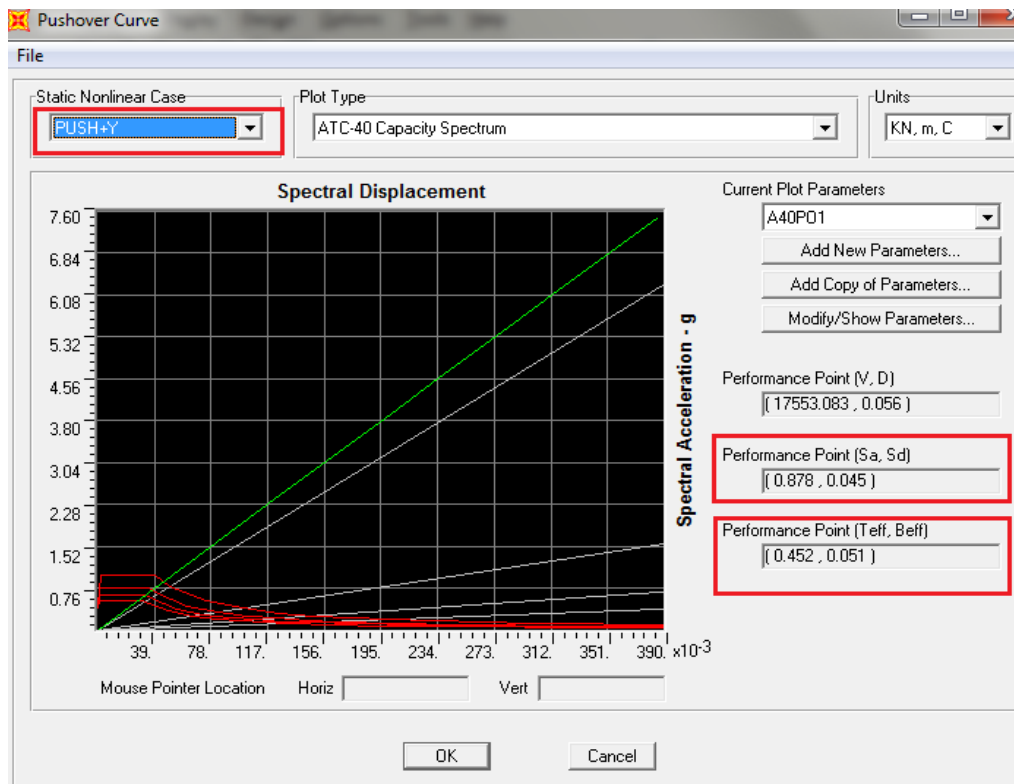 Pushover Curve
File
Static Nonlinear Case
PUSH+Y
Plot Type
ATC-40 Capacity Spectrum
Units
KN, m, C
Spectral Displacement
7.60
6.84
6.08
5.32
4.56
3.80
3.04
2.28
1.52
0.76
39. 78. 117. 156. 195. 234. 273. 312. 351. 390. x10-3
Spectral Acceleration - g
Mouse Pointer Location Horiz Vert
Current Plot Parameters
A40PO1
Add New Parameters...
Add Copy of Parameters...
Modify/Show Parameters...
Performance Point (V, D)
( 17553.083 , 0.056 )
Performance Point (Sa, Sd)
( 0.878 , 0.045 )
Performance Point (Teff, Beff)
( 0.452 , 0.051 )
OK Cancel